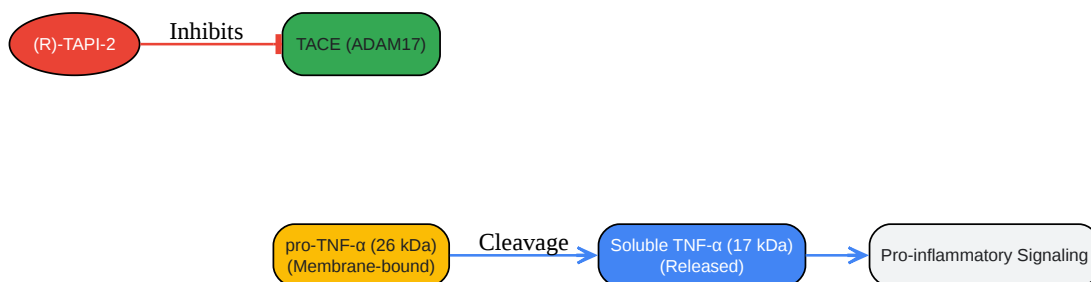 (R)-TAPI-2
Inhibits
TACE (ADAM17)
pro-TNF-α (26 kDa)
(Membrane-bound)
Cleavage
Soluble TNF-α (17 kDa)
(Released)
Pro-inflammatory Signaling